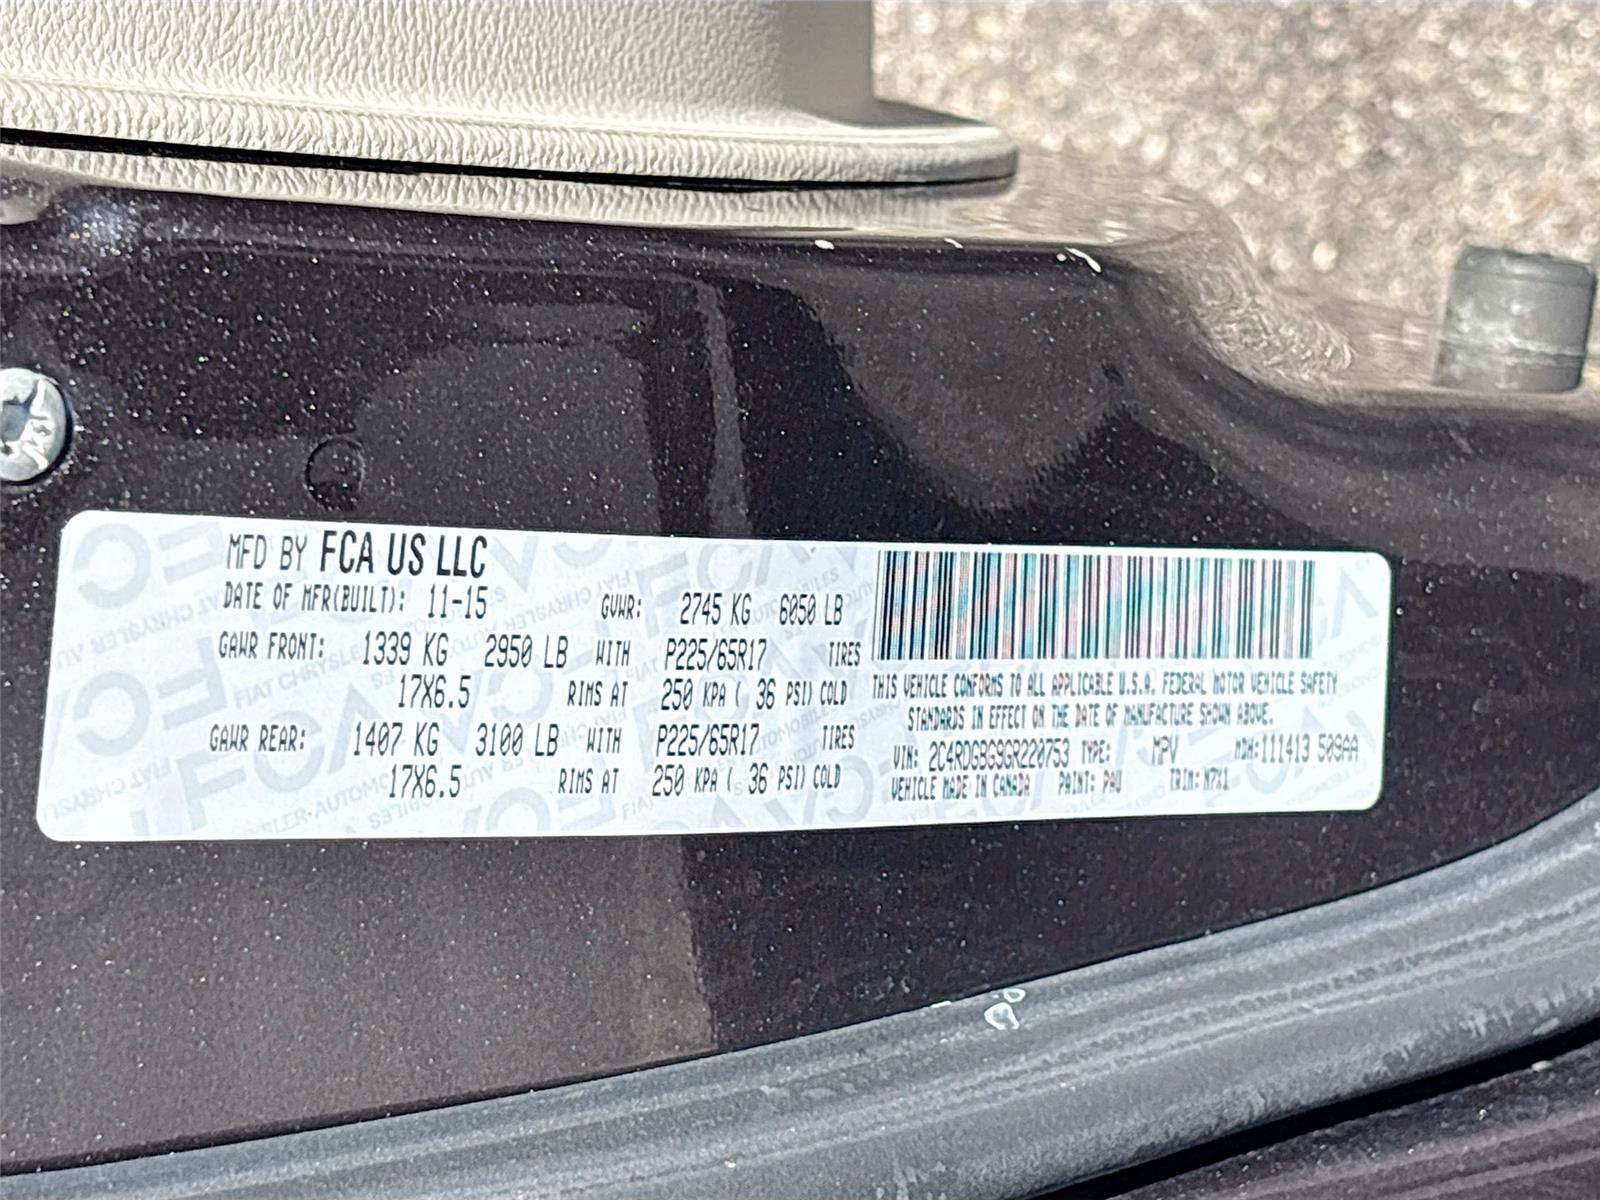 MFD BY FCA US LLC
DATE OF MFR(BUILT): 11-15 GVWR: 2745 KG 6050 LB
GAWR FRONT: 1339 KG 2950 LB WITH P225/65R17 TIRES
17X6.5 RIMS AT 250 KPA ( 36 PSI) COLD
GAWR REAR: 1407 KG 3100 LB WITH P225/65R17 TIRES
17X6.5 RIMS AT 250 KPA ( 36 PSI) COLD
THIS VEHICLE CONFORMS TO ALL APPLICABLE U.S.A. FEDERAL MOTOR VEHICLE SAFETY
STANDARDS IN EFFECT ON THE DATE OF MANUFACTURE SHOWN ABOVE.
VIN: 2C4RDGBG9GR220753 TYPE: MPV MDH:111413 509AA
VEHICLE MADE IN CANADA PAINT: PAU TRIM: